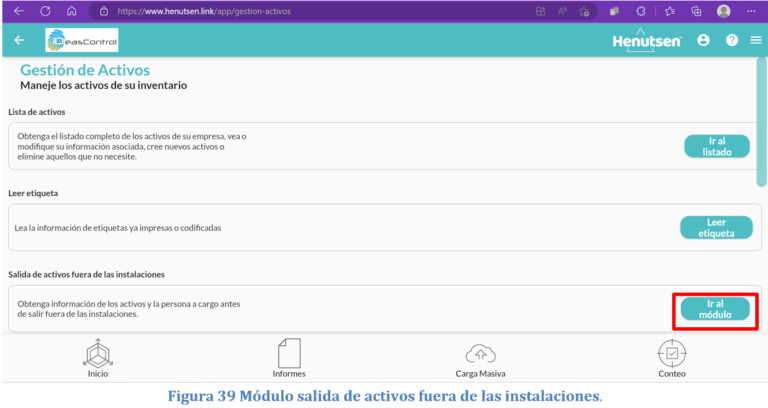 https://www.henutsen.link/app/gestion-activos
easControl
Henutsen
Gestión de Activos
Maneje los activos de su inventario
Lista de activos
Obtenga el listado completo de los activos de su empresa, vea o
modifique su información asociada, cree nuevos activos o
elimine aquellos que no necesite.
Ir al
listado
Leer etiqueta
Lea la información de etiquetas ya impresas o codificadas
Leer
etiqueta
Salida de activos fuera de las instalaciones
Obtenga información de los activos y la persona a cargo antes
de salir fuera de las instalaciones.
Ir al
módulo
Inicio
Informes
Carga Masiva
Conteo
Figura 39 Módulo salida de activos fuera de las instalaciones.